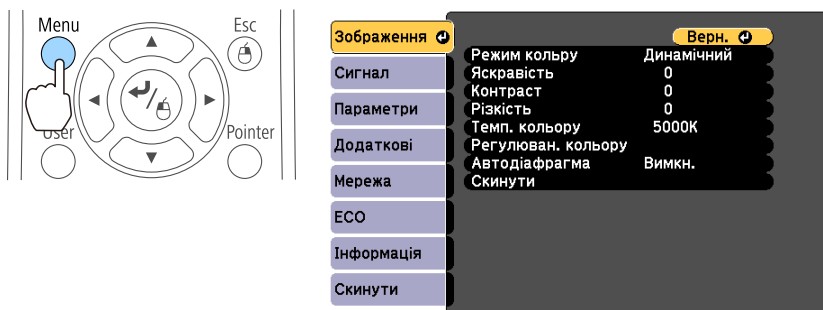 Menu
Esc
User
Pointer
Зображення
Сигнал
Параметри
Додаткові
Мережа
ECO
Інформація
Скинути
Верн.
Режим кольру Динамічний
Яскравість 0
Контраст 0
Різкість 0
Темп. кольору 5000K
Регулюван. кольору
Автодіафрагма Вимкн.
Скинути